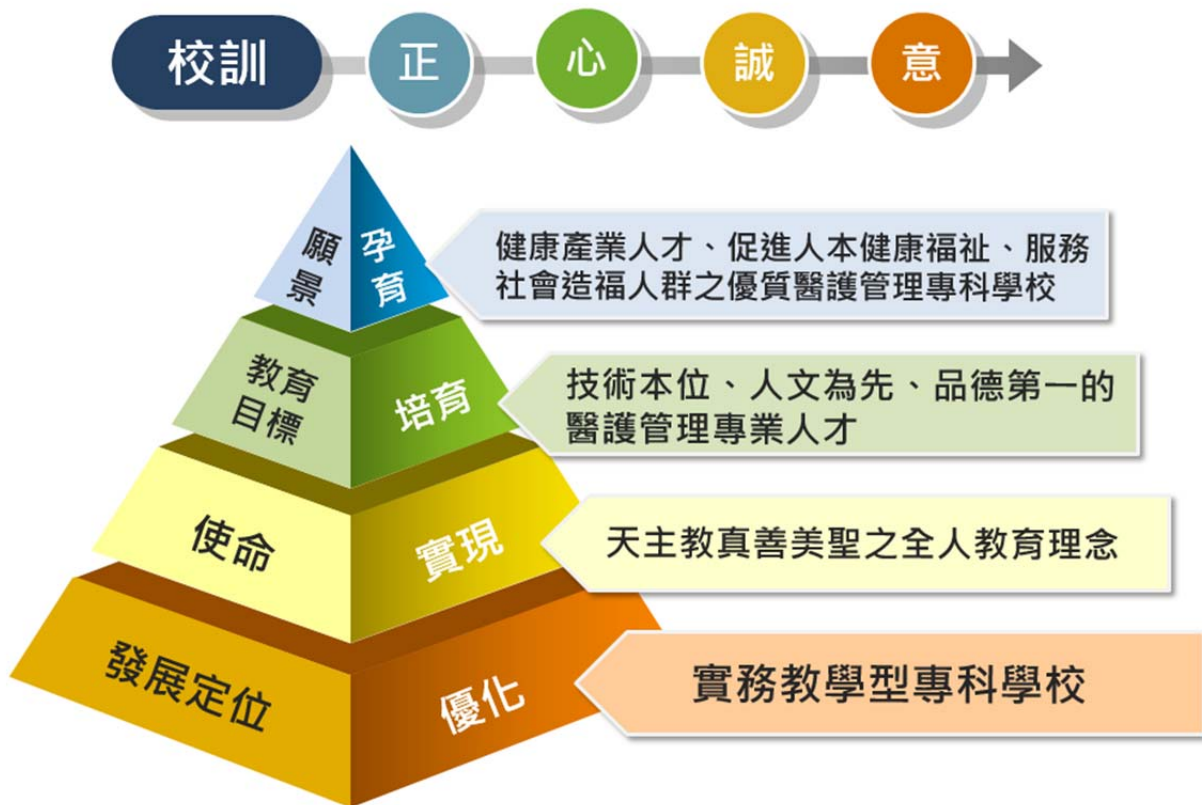 校訓 正 心 誠 意
願景
孕育
健康產業人才、促進人本健康福祉、服務
社會造福人群之優質醫護管理專科學校
教育
目標
培育
技術本位、人文為先、品德第一的
醫護管理專業人才
使命
實現
天主教真善美聖之全人教育理念
發展定位
優化
實務教學型專科學校